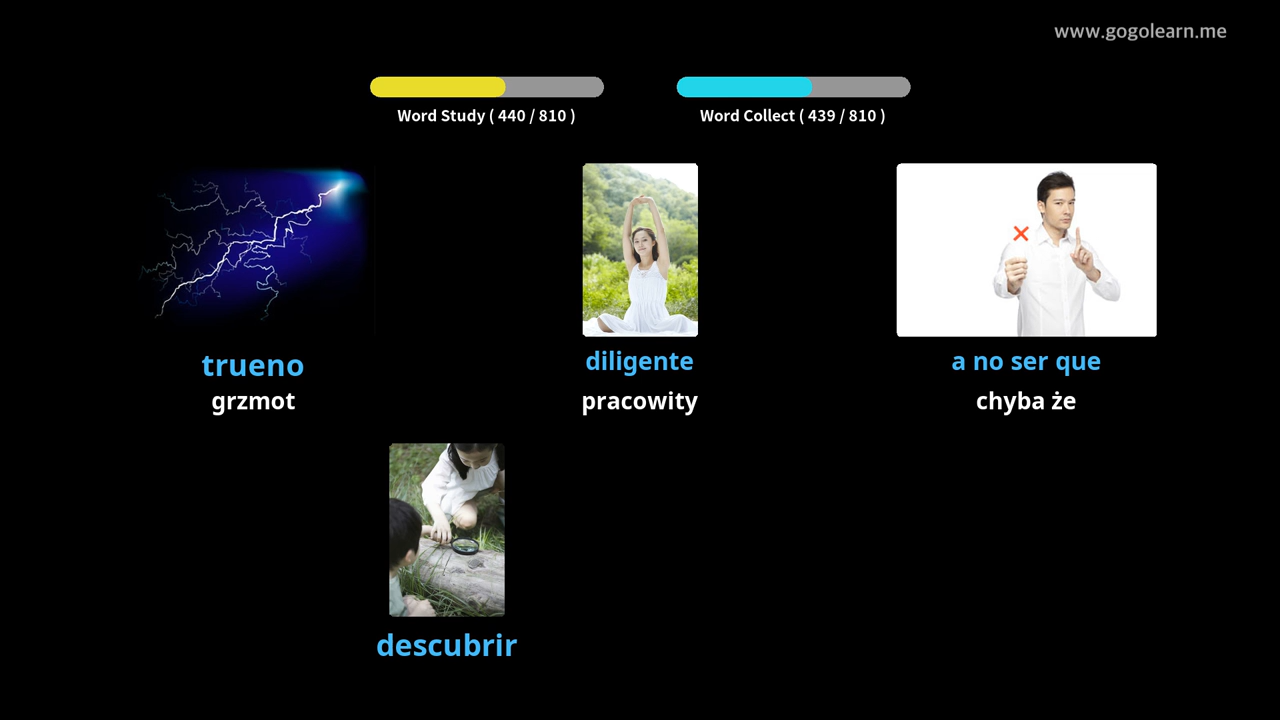 www.gogolearn.me
Word Study ( 440 / 810 )
Word Collect ( 439 / 810 )
trueno
grzmot
diligente
pracowity
a no ser que
chyba że
descubrir